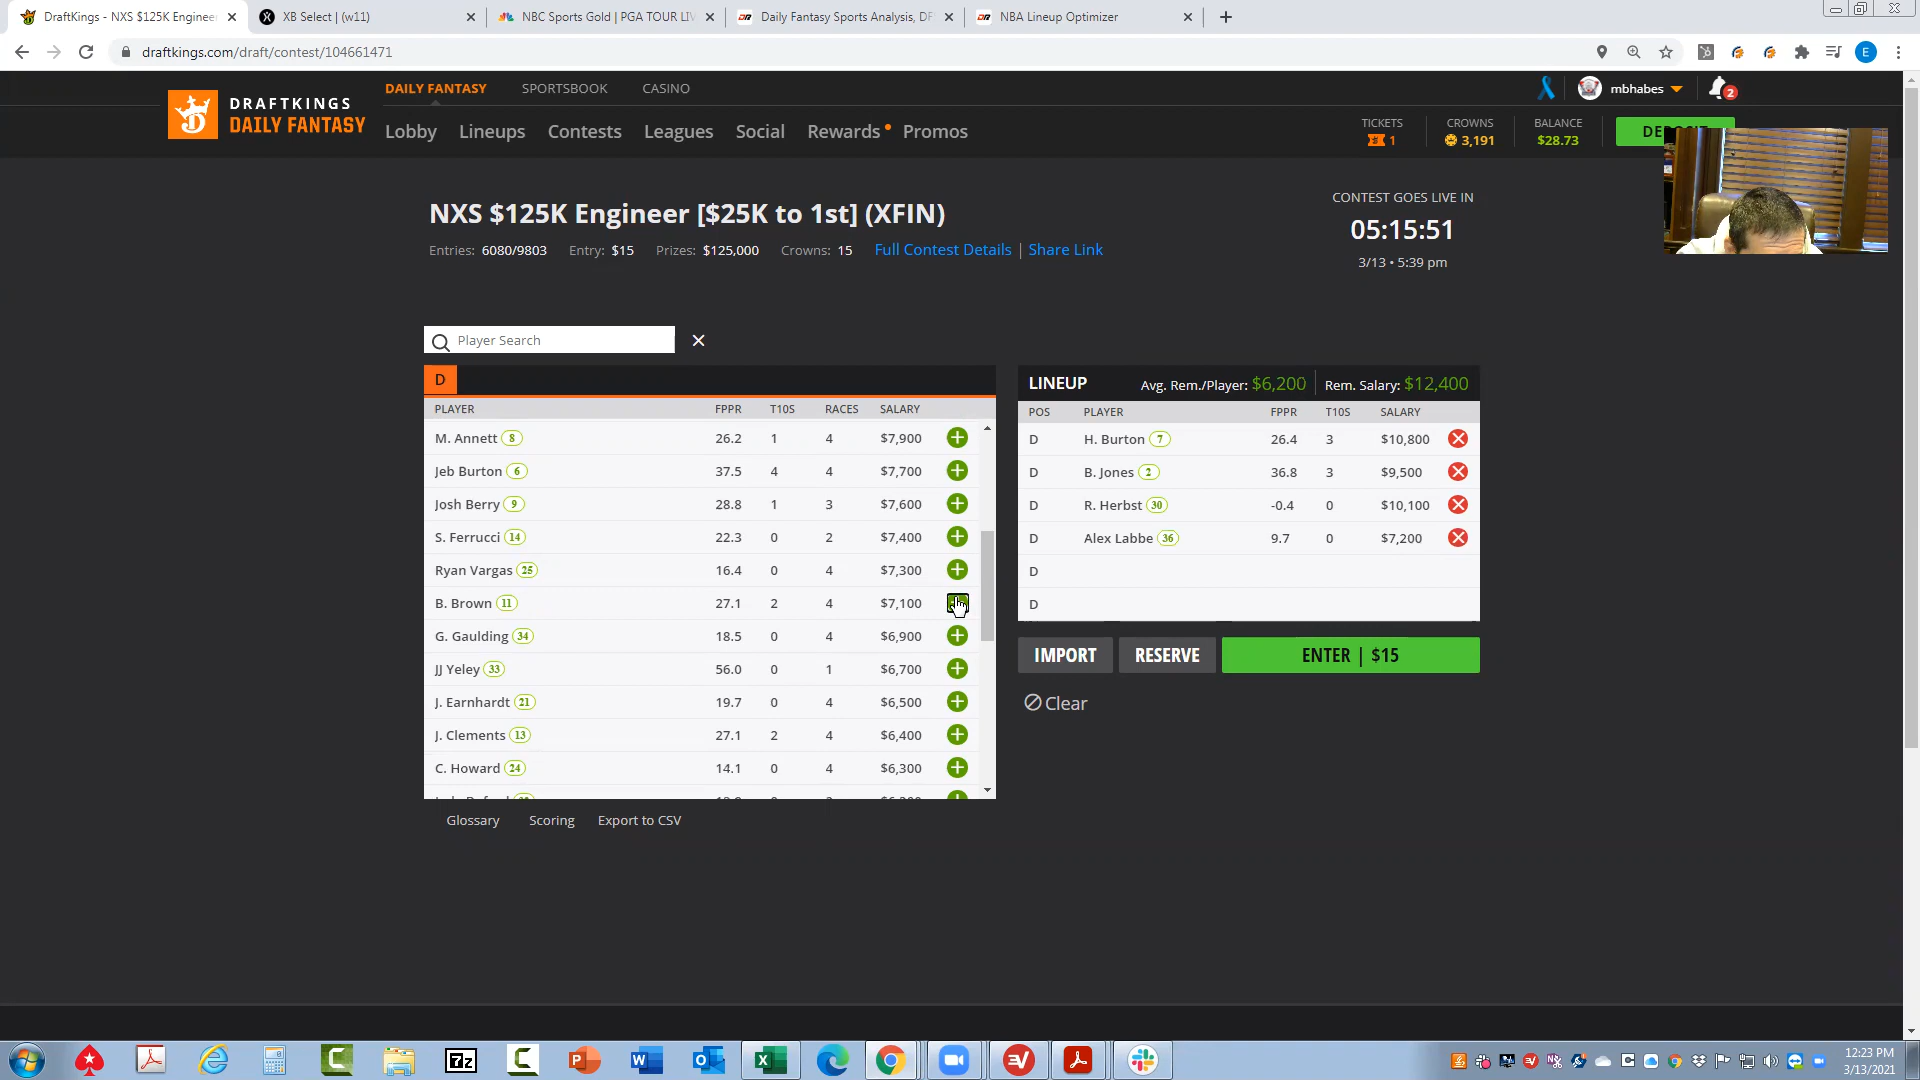 DraftKings - NXS $125K Enginee
XB Select | (w11)
NBC Sports Gold | PGA TOUR LIV
Daily Fantasy Sports Analysis, DF
NBA Lineup Optimizer
draftkings.com/draft/contest/104661471
E
DRAFTKINGS
DAILY FANTASY
DAILY FANTASY SPORTSBOOK CASINO
mbhabes
2
Lobby Lineups Contests Leagues Social Rewards Promos
TICKETS
1
CROWNS
3,191
BALANCE
$28.73
NXS $125K Engineer [$25K to 1st] (XFIN)
Entries: 6080/9803 Entry: $15 Prizes: $125,000 Crowns: 15 Full Contest Details | Share Link
CONTEST GOES LIVE IN
05:15:51
3/13 • 5:39 pm
Player Search
D
PLAYER FPPR T10S RACES SALARY
M. Annett 8 26.2 1 4 $7,900
Jeb Burton 6 37.5 4 4 $7,700
Josh Berry 9 28.8 1 3 $7,600
S. Ferrucci 14 22.3 0 2 $7,400
Ryan Vargas 25 16.4 0 4 $7,300
B. Brown 11 27.1 2 4 $7,100
G. Gaulding 34 18.5 0 4 $6,900
JJ Yeley 33 56.0 0 1 $6,700
J. Earnhardt 21 19.7 0 4 $6,500
J. Clements 13 27.1 2 4 $6,400
C. Howard 24 14.1 0 4 $6,300
Glossary Scoring Export to CSV
LINEUP Avg. Rem./Player: $6,200 Rem. Salary: $12,400
POS PLAYER FPPR T10S SALARY
D H. Burton 7 26.4 3 $10,800
D B. Jones 2 36.8 3 $9,500
D R. Herbst 30 -0.4 0 $10,100
D Alex Labbe 36 9.7 0 $7,200
D
D
IMPORT RESERVE ENTER | $15
Clear
12:23 PM
3/13/2021